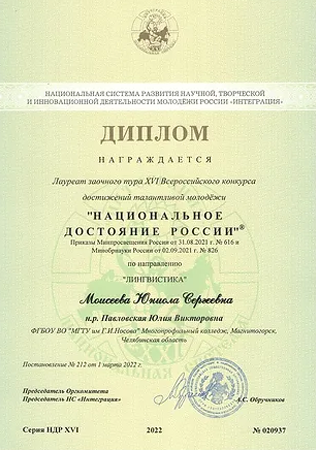 НАЦИОНАЛЬНАЯ СИСТЕМА РАЗВИТИЯ НАУЧНОЙ, ТВОРЧЕСКОЙ
И ИННОВАЦИОННОЙ ДЕЯТЕЛЬНОСТИ МОЛОДЁЖИ РОССИИ «ИНТЕГРАЦИЯ»
ДИПЛОМ
НАГРАЖДАЕТСЯ
Лауреат заочного тура XVI Всероссийского конкурса
достижений талантливой молодёжи
"НАЦИОНАЛЬНОЕ
ДОСТОЯНИЕ РОССИИ"®
Приказы Минпросвещения России от 31.08.2021 г. № 616 и
Минобрнауки России от 02.09.2021 г. № 826
по направлению
"ЛИНГВИСТИКА"
Моисеева Сергеевна
н.р. Павловская Юлия Викторовна
ФГБОУ ВО "МГТУ им Г.И.Носова" Многопрофильный колледж, Магнитогорск,
Челябинская область
Постановление № 212 от 1 марта 2022 г.
Председатель Оргкомитета
Председатель НС «Интеграция»
А.С. Обручников
Серия НДР XVI
2022
№ 020937